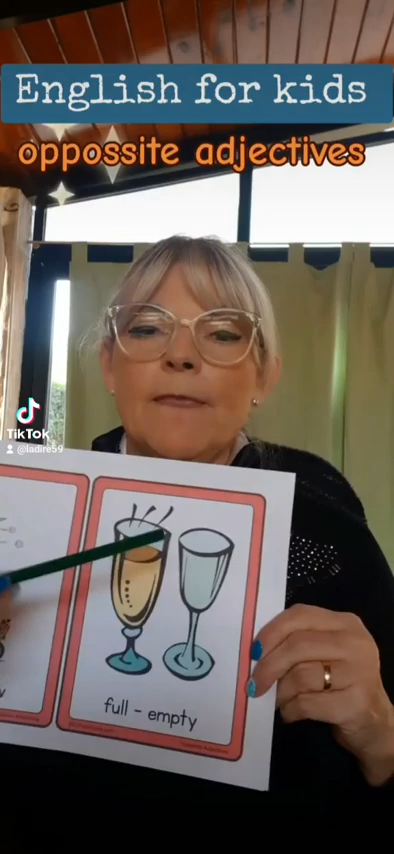 English for kids
oppossite adjectives
TikTok
@ladire59
full - empty